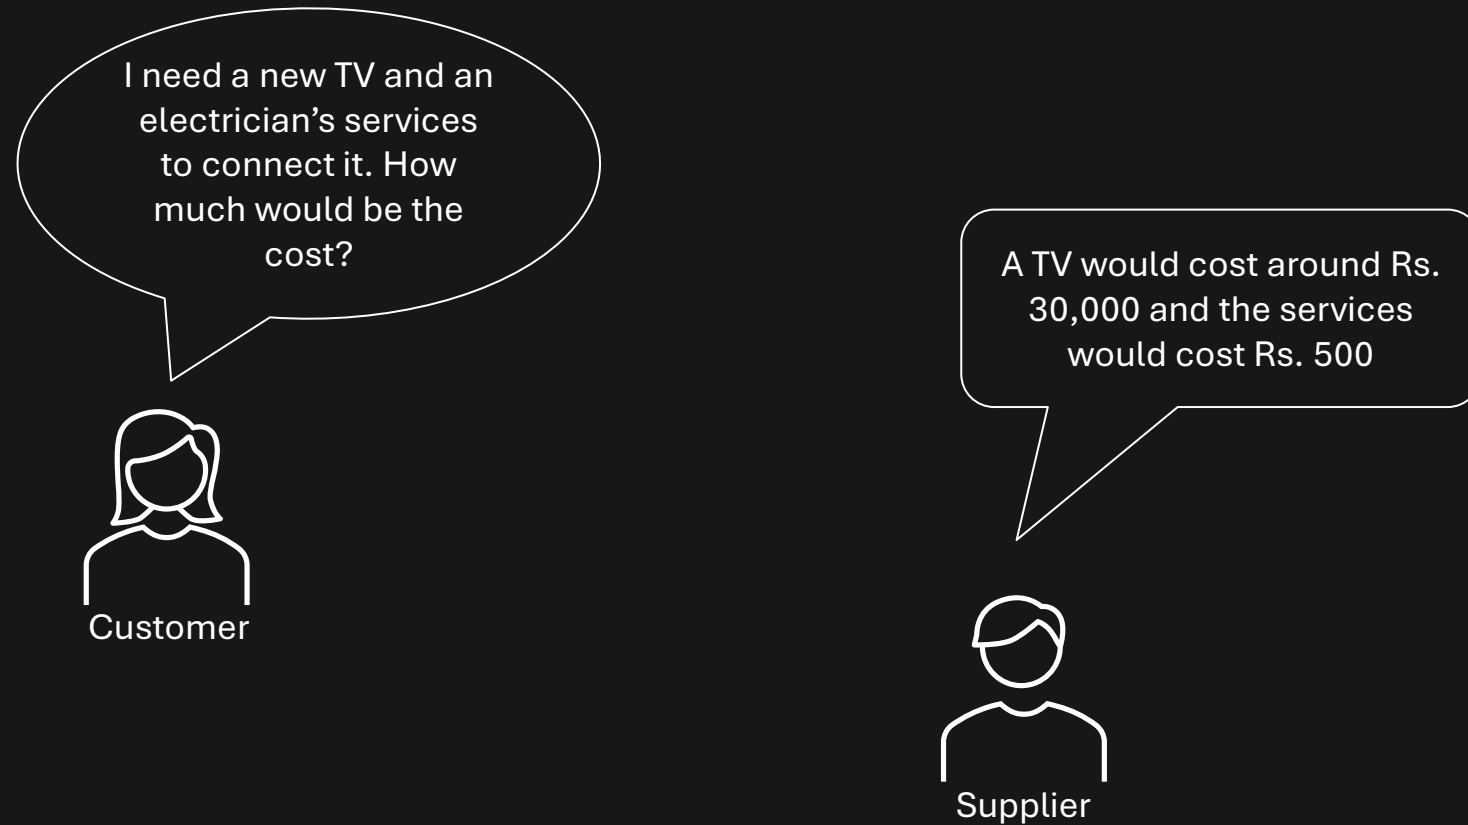 I need a new TV and an
electrician’s services
to connect it. How
much would be the
cost?
Customer
A TV would cost around Rs.
30,000 and the services
would cost Rs. 500
Supplier